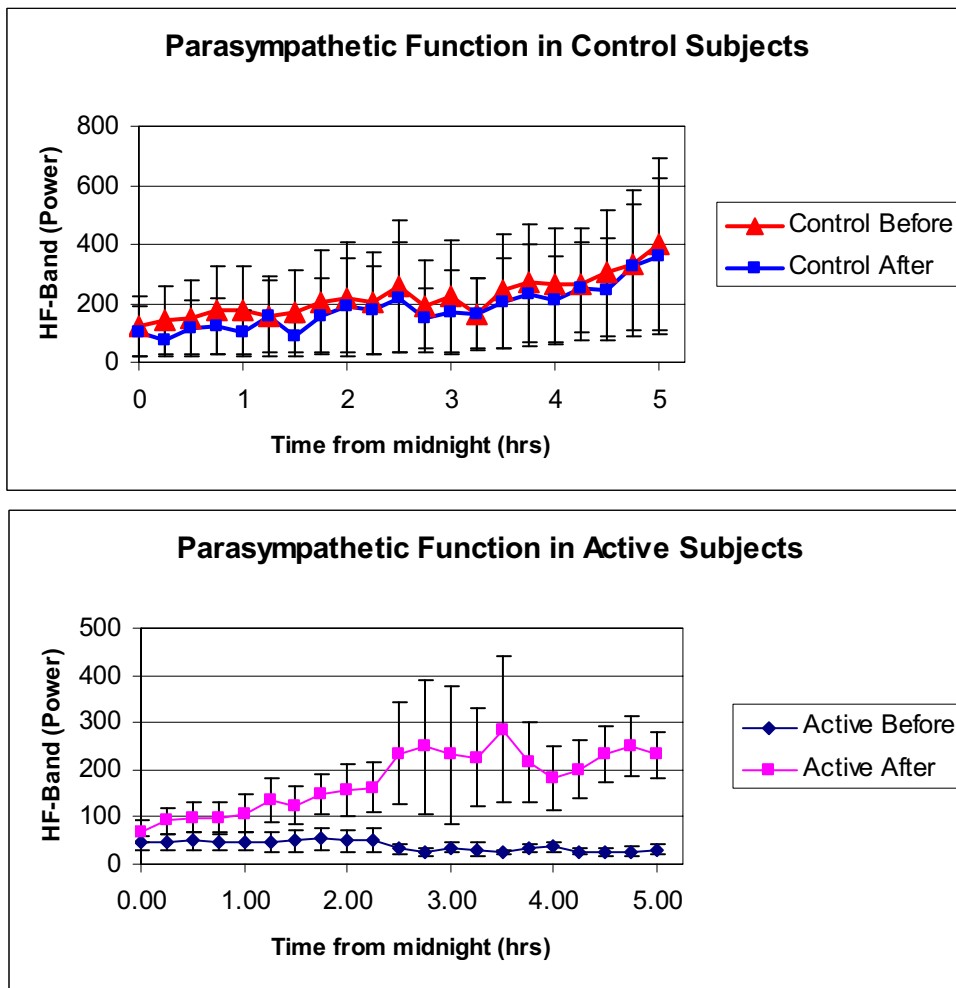 Parasympathetic Function in Control Subjects
HF-Band (Power)
800
600
400
200
0
0 1 2 3 4 5
Time from midnight (hrs)
Control Before
Control After
Parasympathetic Function in Active Subjects
HF-Band (Power)
500
400
300
200
100
0
0.00 1.00 2.00 3.00 4.00 5.00
Time from midnight (hrs)
Active Before
Active After